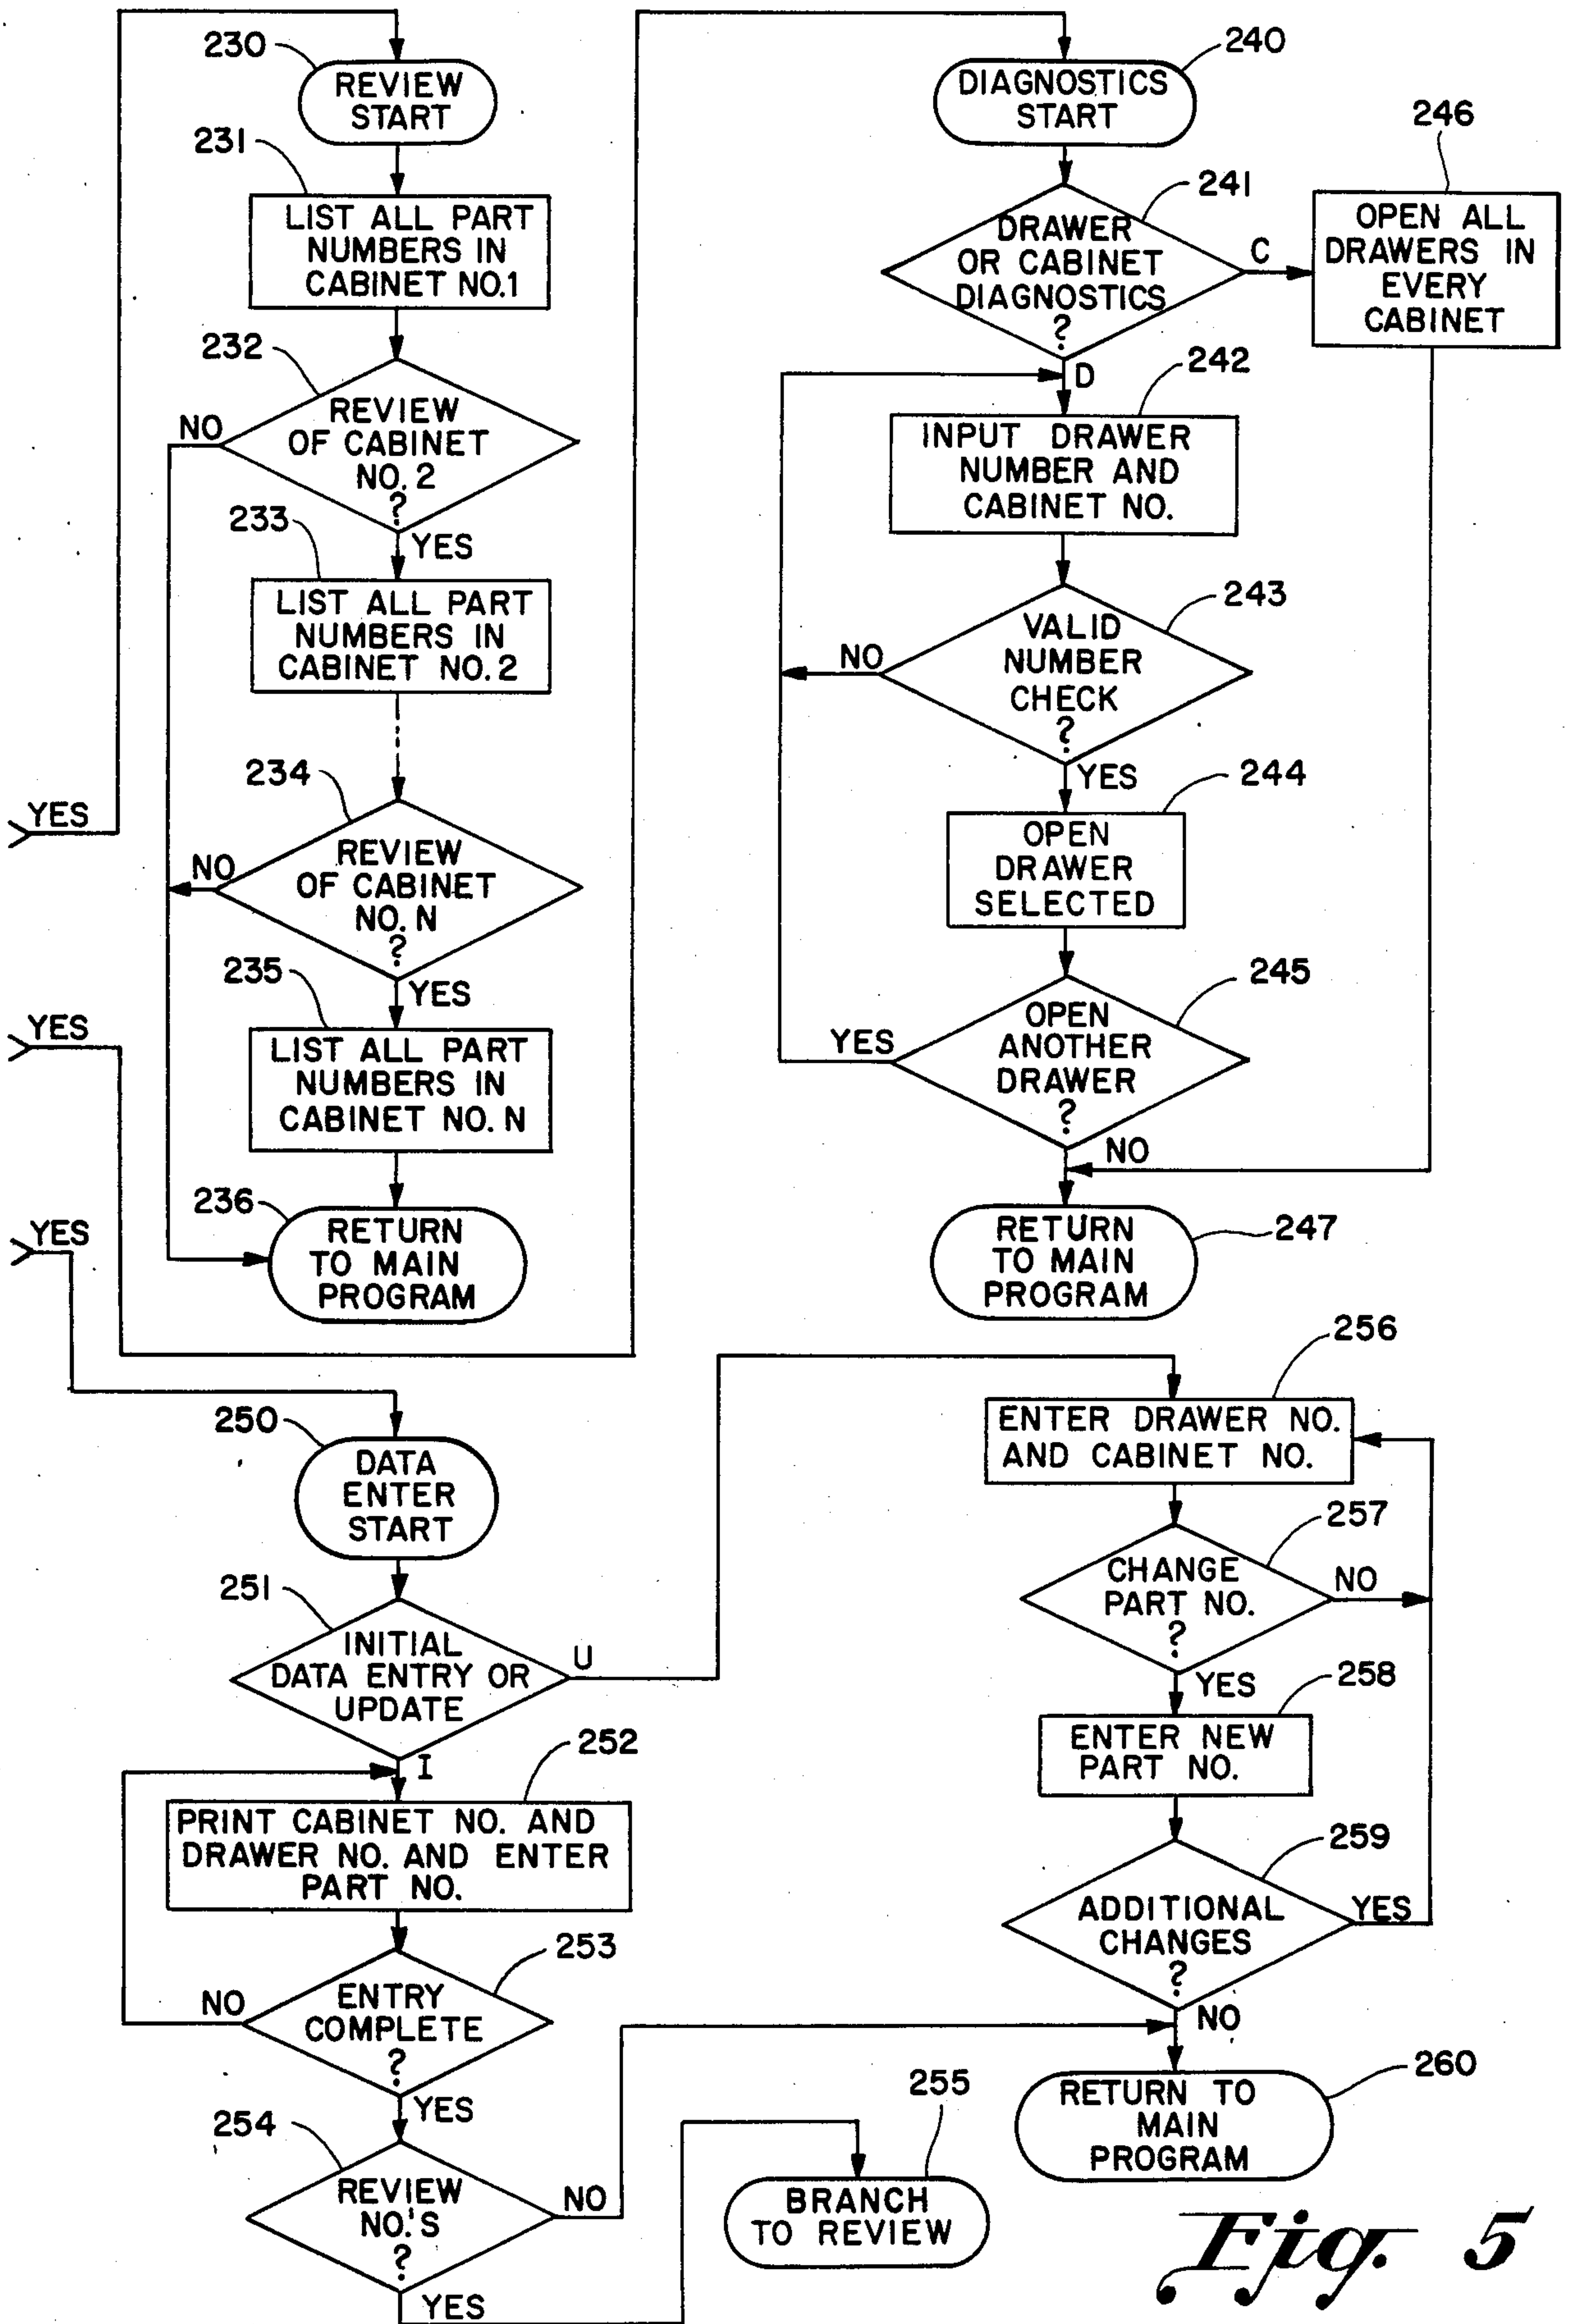 230
REVIEW
START
231
LIST ALL PART
NUMBERS IN
CABINET NO.1
232
NO
REVIEW
OF CABINET
NO. 2
?
YES
233
LIST ALL PART
NUMBERS IN
CABINET NO. 2
234
YES
NO
REVIEW
OF CABINET
NO. N
?
YES
235
YES
LIST ALL PART
NUMBERS IN
CABINET NO. N
236
YES
RETURN
TO MAIN
PROGRAM
240
DIAGNOSTICS
START
241
DRAWER
OR CABINET
DIAGNOSTICS
?
C
246
OPEN ALL
DRAWERS IN
EVERY
CABINET
D
242
INPUT DRAWER
NUMBER AND
CABINET NO.
243
NO
VALID
NUMBER
CHECK
?
YES
244
OPEN
DRAWER
SELECTED
245
YES
OPEN
ANOTHER
DRAWER
?
NO
RETURN
TO MAIN
PROGRAM
247
250
DATA
ENTER
START
251
INITIAL
DATA ENTRY OR
UPDATE
U
I
252
PRINT CABINET NO. AND
DRAWER NO. AND ENTER
PART NO.
253
NO
ENTRY
COMPLETE
?
YES
254
REVIEW
NO.'S
?
NO
YES
255
BRANCH
TO REVIEW
256
ENTER DRAWER NO.
AND CABINET NO.
257
CHANGE
PART NO.
?
NO
YES
258
ENTER NEW
PART NO.
259
ADDITIONAL
CHANGES
?
YES
NO
260
RETURN TO
MAIN
PROGRAM
Fig. 5